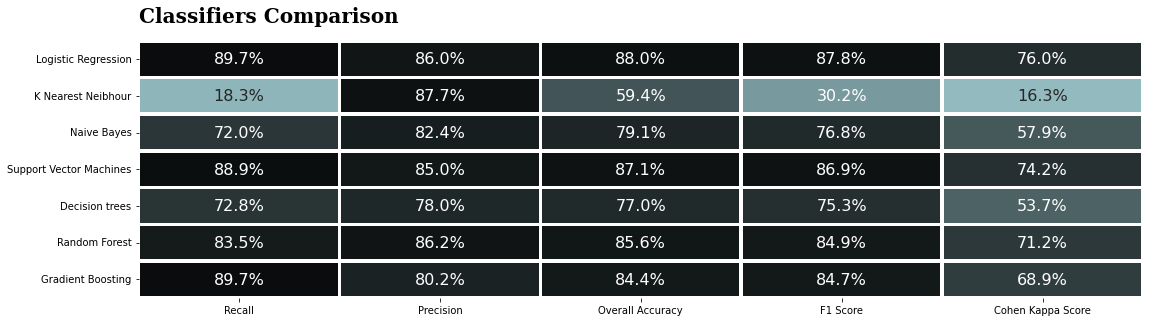 Classifiers Comparison
Logistic Regression 89.7% 86.0% 88.0% 87.8% 76.0%
K Nearest Neibhour 18.3% 87.7% 59.4% 30.2% 16.3%
Naive Bayes 72.0% 82.4% 79.1% 76.8% 57.9%
Support Vector Machines 88.9% 85.0% 87.1% 86.9% 74.2%
Decision trees 72.8% 78.0% 77.0% 75.3% 53.7%
Random Forest 83.5% 86.2% 85.6% 84.9% 71.2%
Gradient Boosting 89.7% 80.2% 84.4% 84.7% 68.9%
Recall Precision Overall Accuracy F1 Score Cohen Kappa Score